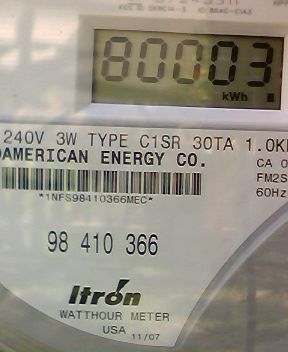 80003
kWh
240V 3W TYPE C1SR 30TA 1.0
AMERICAN ENERGY CO.
CA 0
FM2S
60Hz
*1NFS98410366MEC*
98 410 366
Itron
WATTHOUR METER
USA 11/07